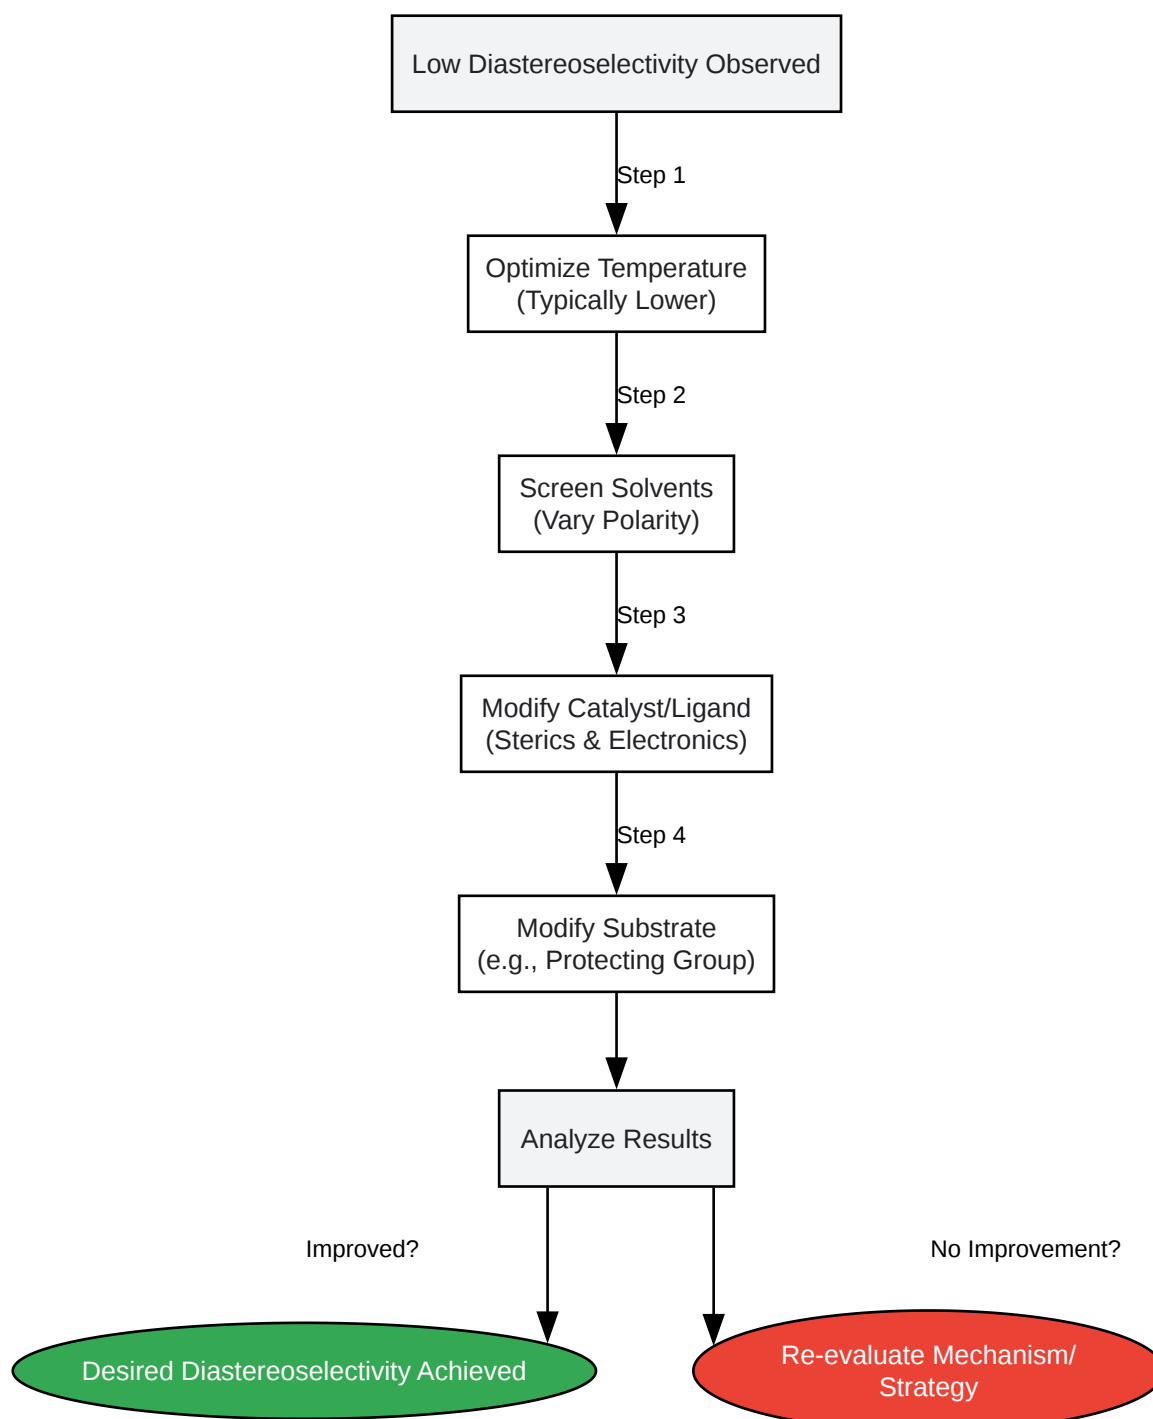 Low Diastereoselectivity Observed
Step 1
Optimize Temperature
(Typically Lower)
Step 2
Screen Solvents
(Vary Polarity)
Step 3
Modify Catalyst/Ligand
(Sterics & Electronics)
Step 4
Modify Substrate
(e.g., Protecting Group)
Analyze Results
Improved?
No Improvement?
Desired Diastereoselectivity Achieved
Re-evaluate Mechanism/
Strategy